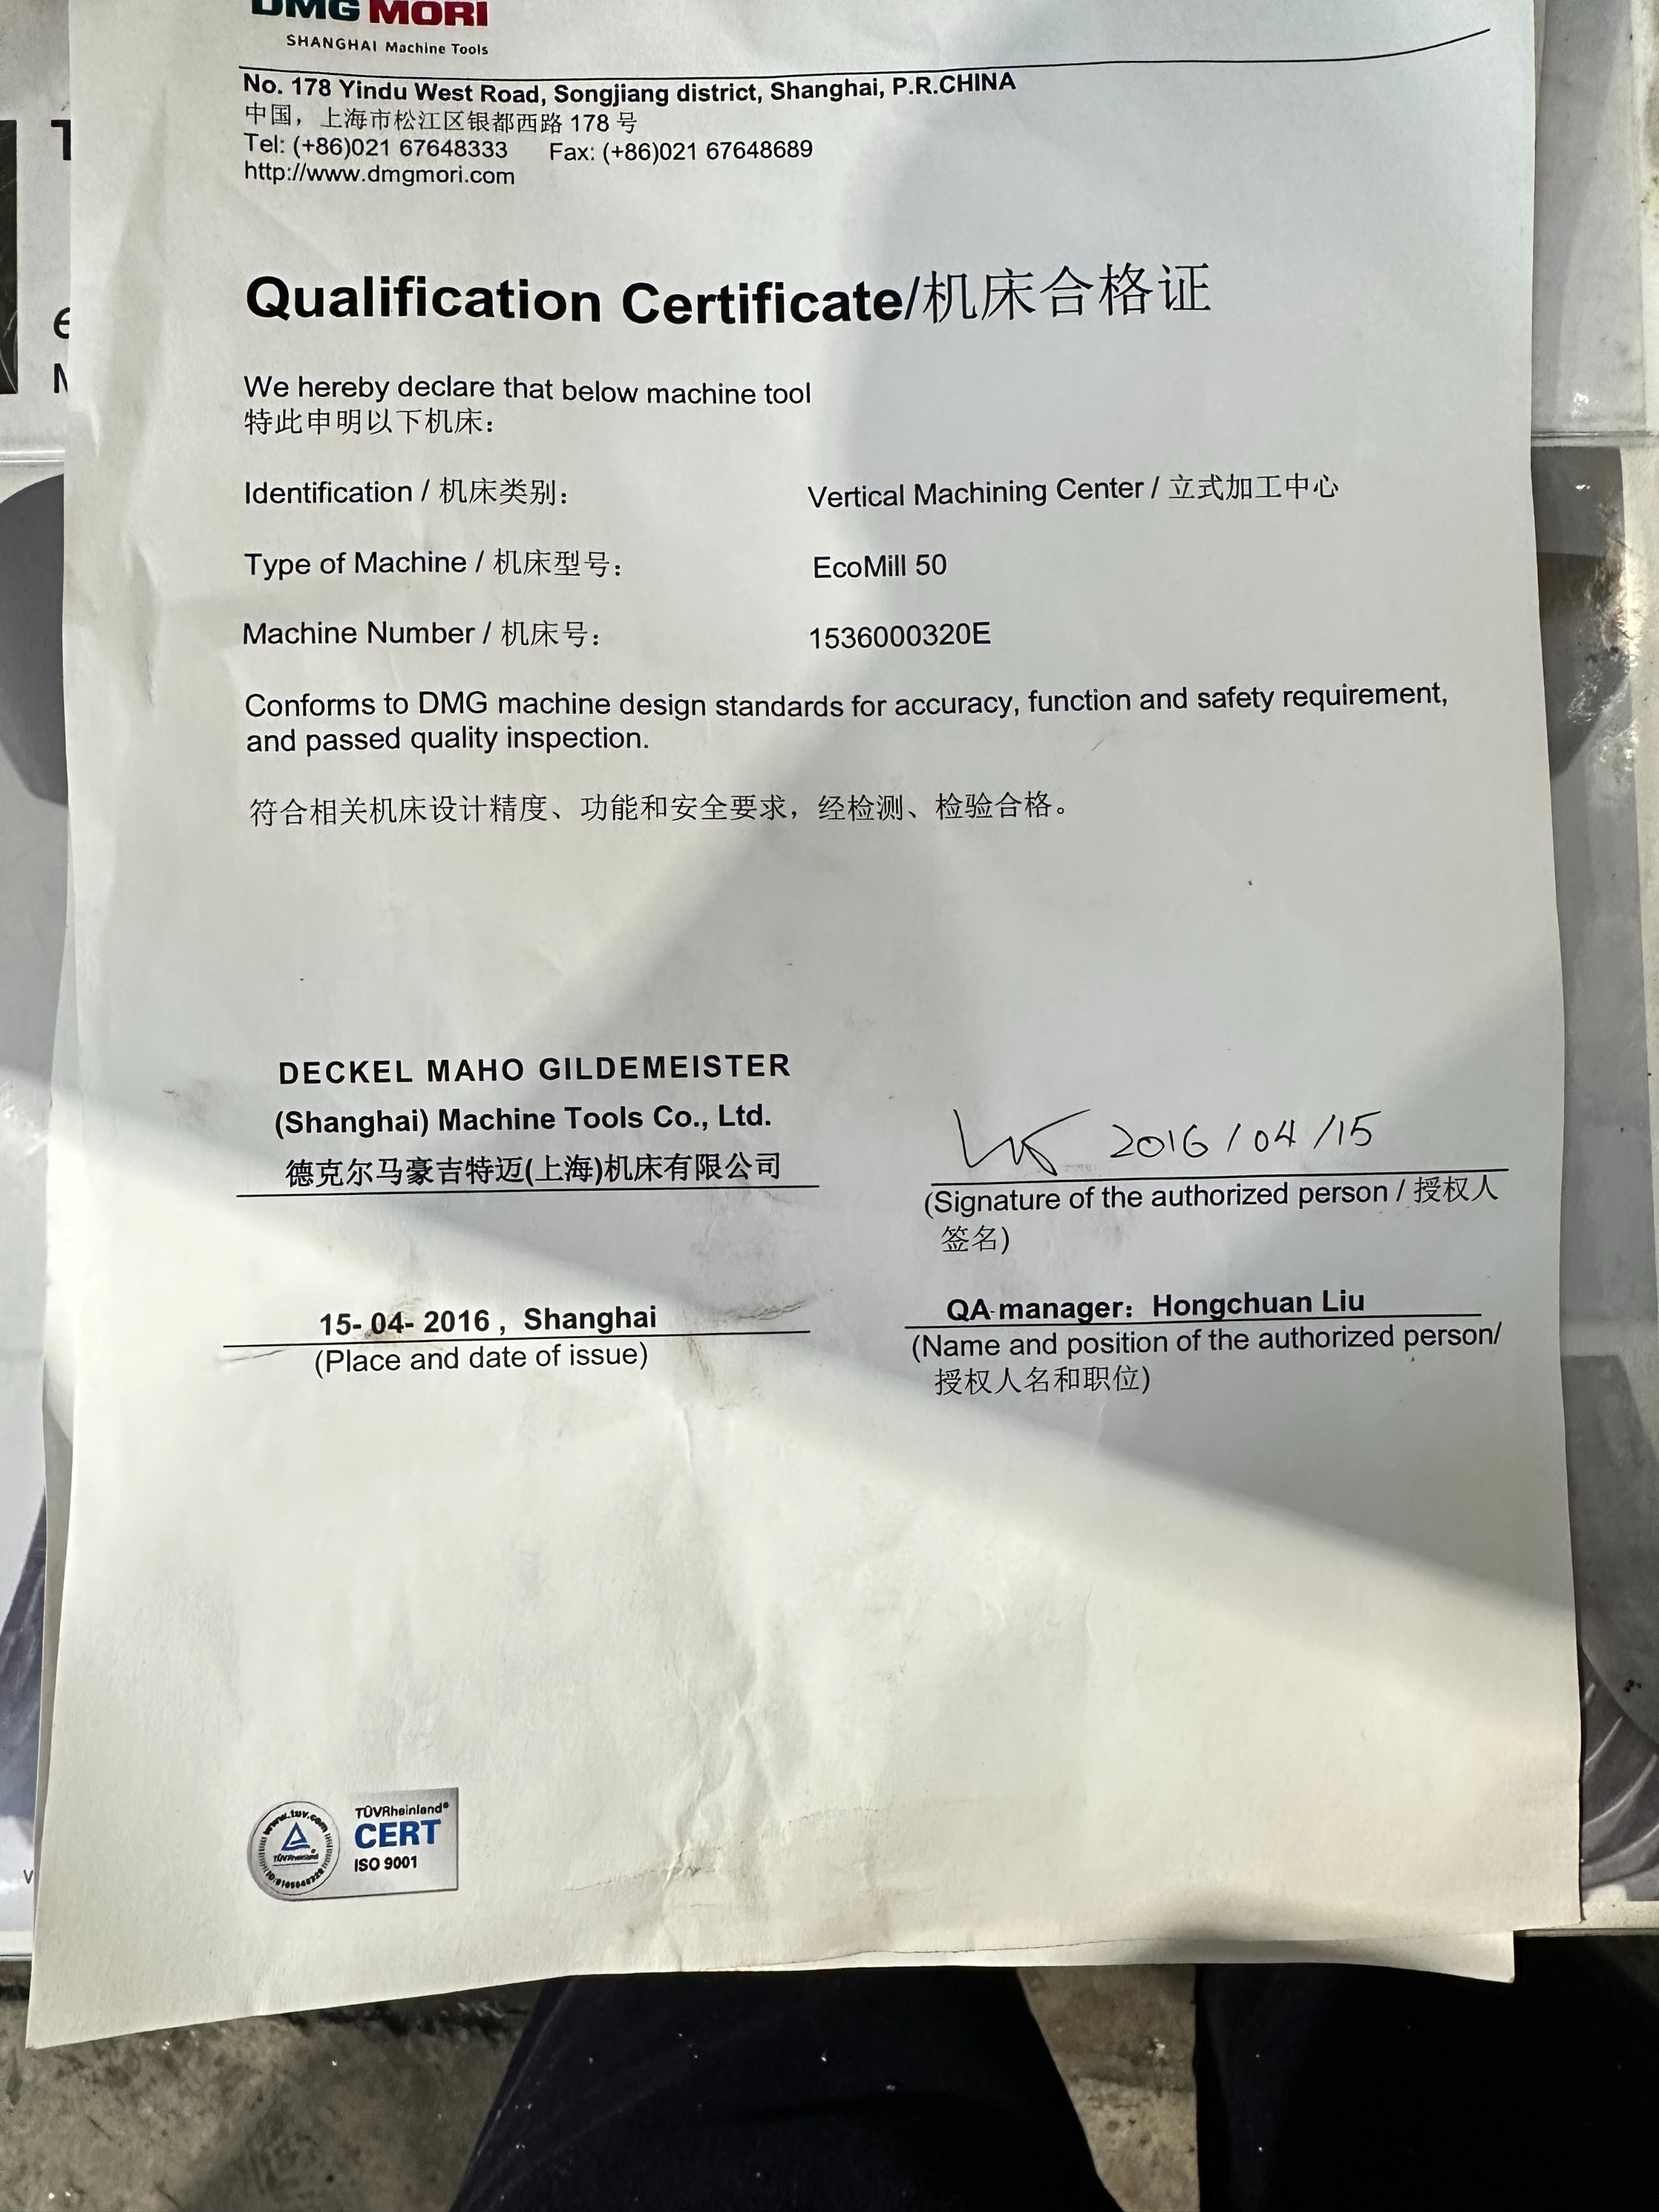 DMG MORI
SHANGHAI Machine Tools
No. 178 Yindu West Road, Songjiang district, Shanghai, P.R.CHINA
中国，上海市松江区银都西路 178 号
Tel: (+86)021 67648333 Fax: (+86)021 67648689
http://www.dmgmori.com
Qualification Certificate/机床合格证
We hereby declare that below machine tool
特此申明以下机床：
Identification / 机床类别： Vertical Machining Center / 立式加工中心
Type of Machine / 机床型号： EcoMill 50
Machine Number / 机床号： 1536000320E
Conforms to DMG machine design standards for accuracy, function and safety requirement,
and passed quality inspection.
符合相关机床设计精度、功能和安全要求，经检测、检验合格。
DECKEL MAHO GILDEMEISTER
(Shanghai) Machine Tools Co., Ltd.
德克尔马豪吉特迈(上海)机床有限公司
2016/04/15
(Signature of the authorized person / 授权人
签名)
15- 04- 2016 , Shanghai
(Place and date of issue)
QA manager： Hongchuan Liu
(Name and position of the authorized person/
授权人名和职位)
www.tuv.com
TÜVRheinland
TÜVRheinland®
CERT
ISO 9001